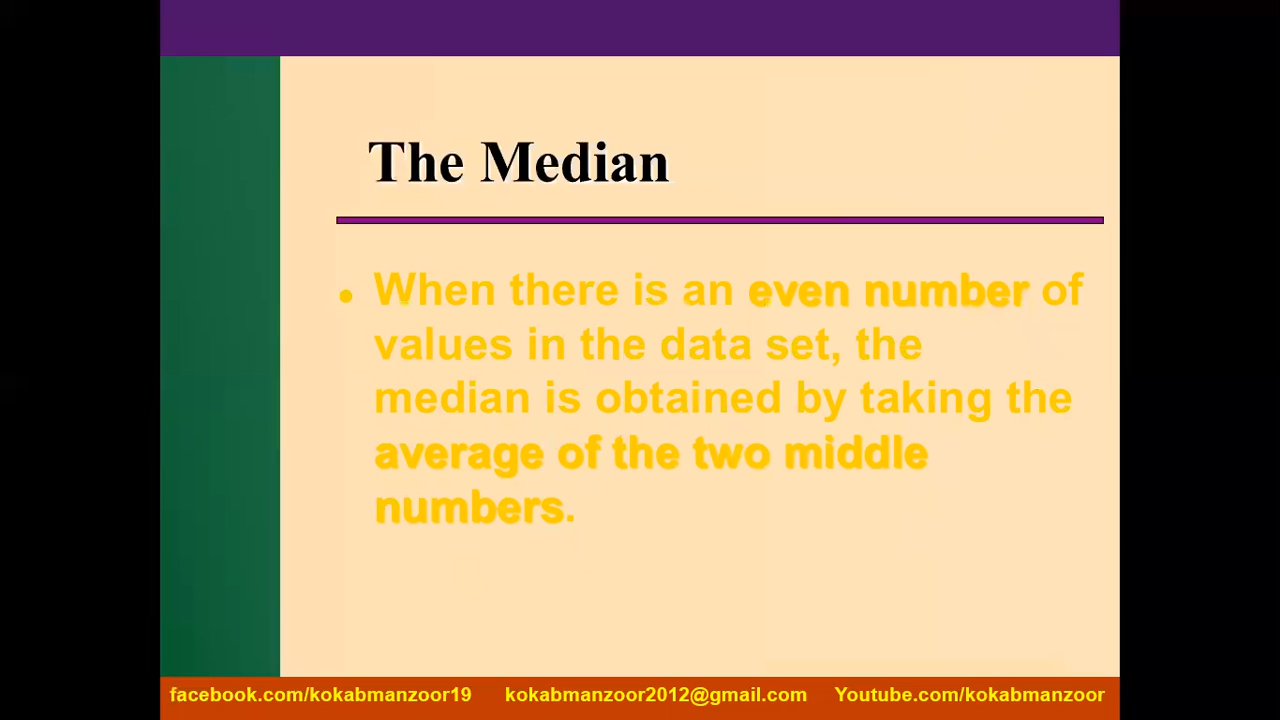 The Median
• When there is an even number of
values in the data set, the
median is obtained by taking the
average of the two middle
numbers.
facebook.com/kokabmanzoor19 kokabmanzoor2012@gmail.com Youtube.com/kokabmanzoor